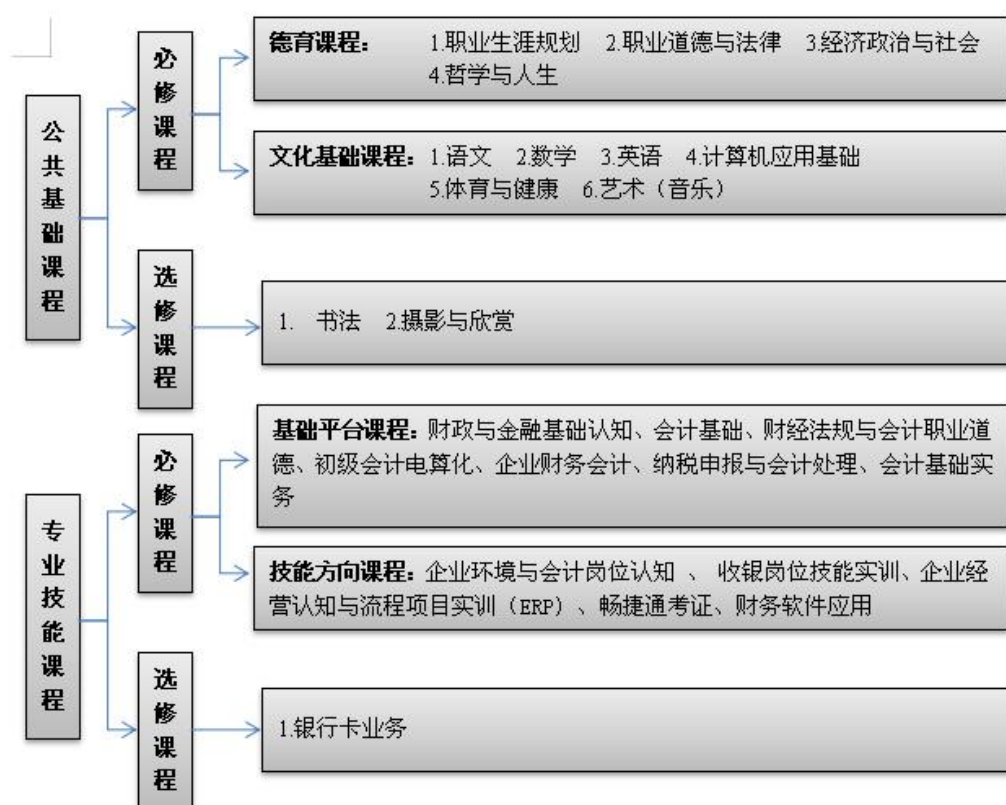 公共基础课程
必修课程
德育课程： 1.职业生涯规划 2.职业道德与法律 3.经济政治与社会
4.哲学与人生
文化基础课程：1.语文 2.数学 3.英语 4.计算机应用基础
5.体育与健康 6.艺术（音乐）
选修课程
1. 书法 2.摄影与欣赏
专业技能课程
必修课程
基础平台课程：财政与金融基础认知、会计基础、财经法规与会计职业道
德、初级会计电算化、企业财务会计、纳税申报与会计处理、会计基础实
务
技能方向课程：企业环境与会计岗位认知 、 收银岗位技能实训、企业经
营认知与流程项目实训（ERP）、畅捷通考证、财务软件应用
选修课程
1.银行卡业务